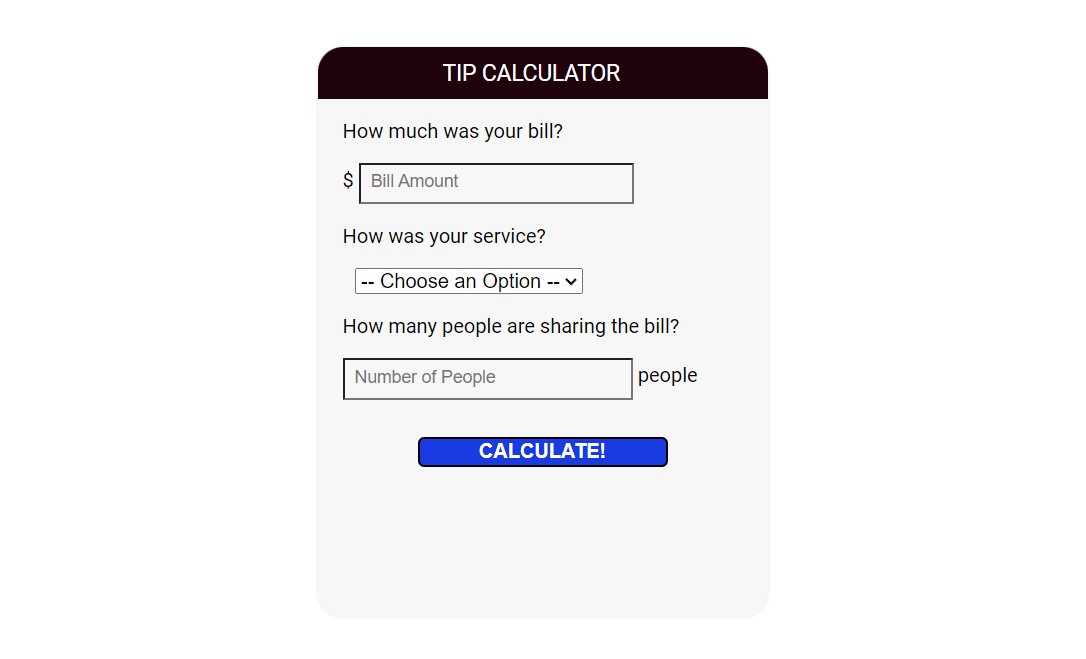 TIP CALCULATOR
How much was your bill?
$ Bill Amount
How was your service?
-- Choose an Option --
How many people are sharing the bill?
Number of People people
CALCULATE!